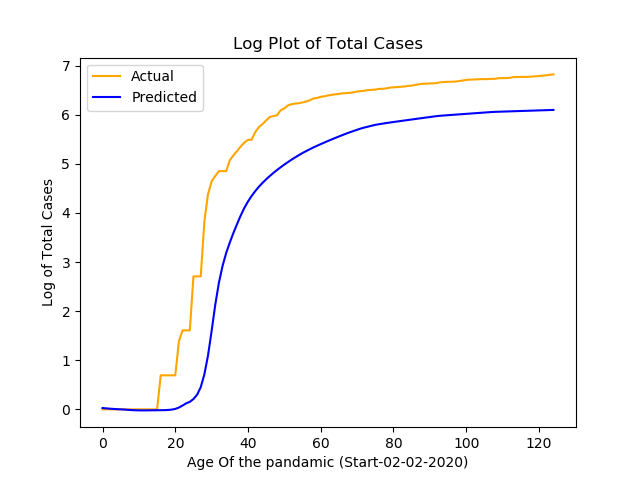 Log Plot of Total Cases
Actual
Predicted
7
6
5
4
3
2
1
0
Log of Total Cases
0 20 40 60 80 100 120
Age Of the pandamic (Start-02-02-2020)